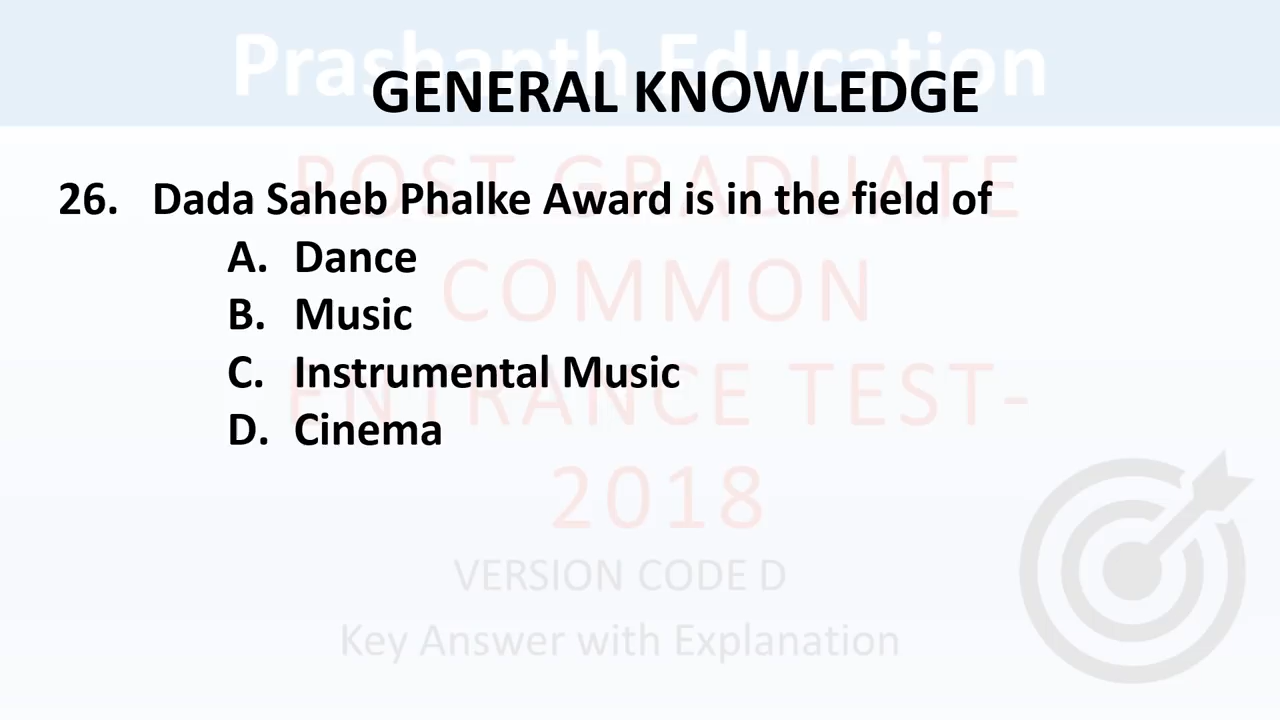 Prashanth Education
GENERAL KNOWLEDGE
POST GRADUATE
26. Dada Saheb Phalke Award is in the field of
A. Dance
COMMON
B. Music
C. Instrumental Music
ENTRANCE TEST-
D. Cinema
2018
VERSION CODE D
Key Answer with Explanation